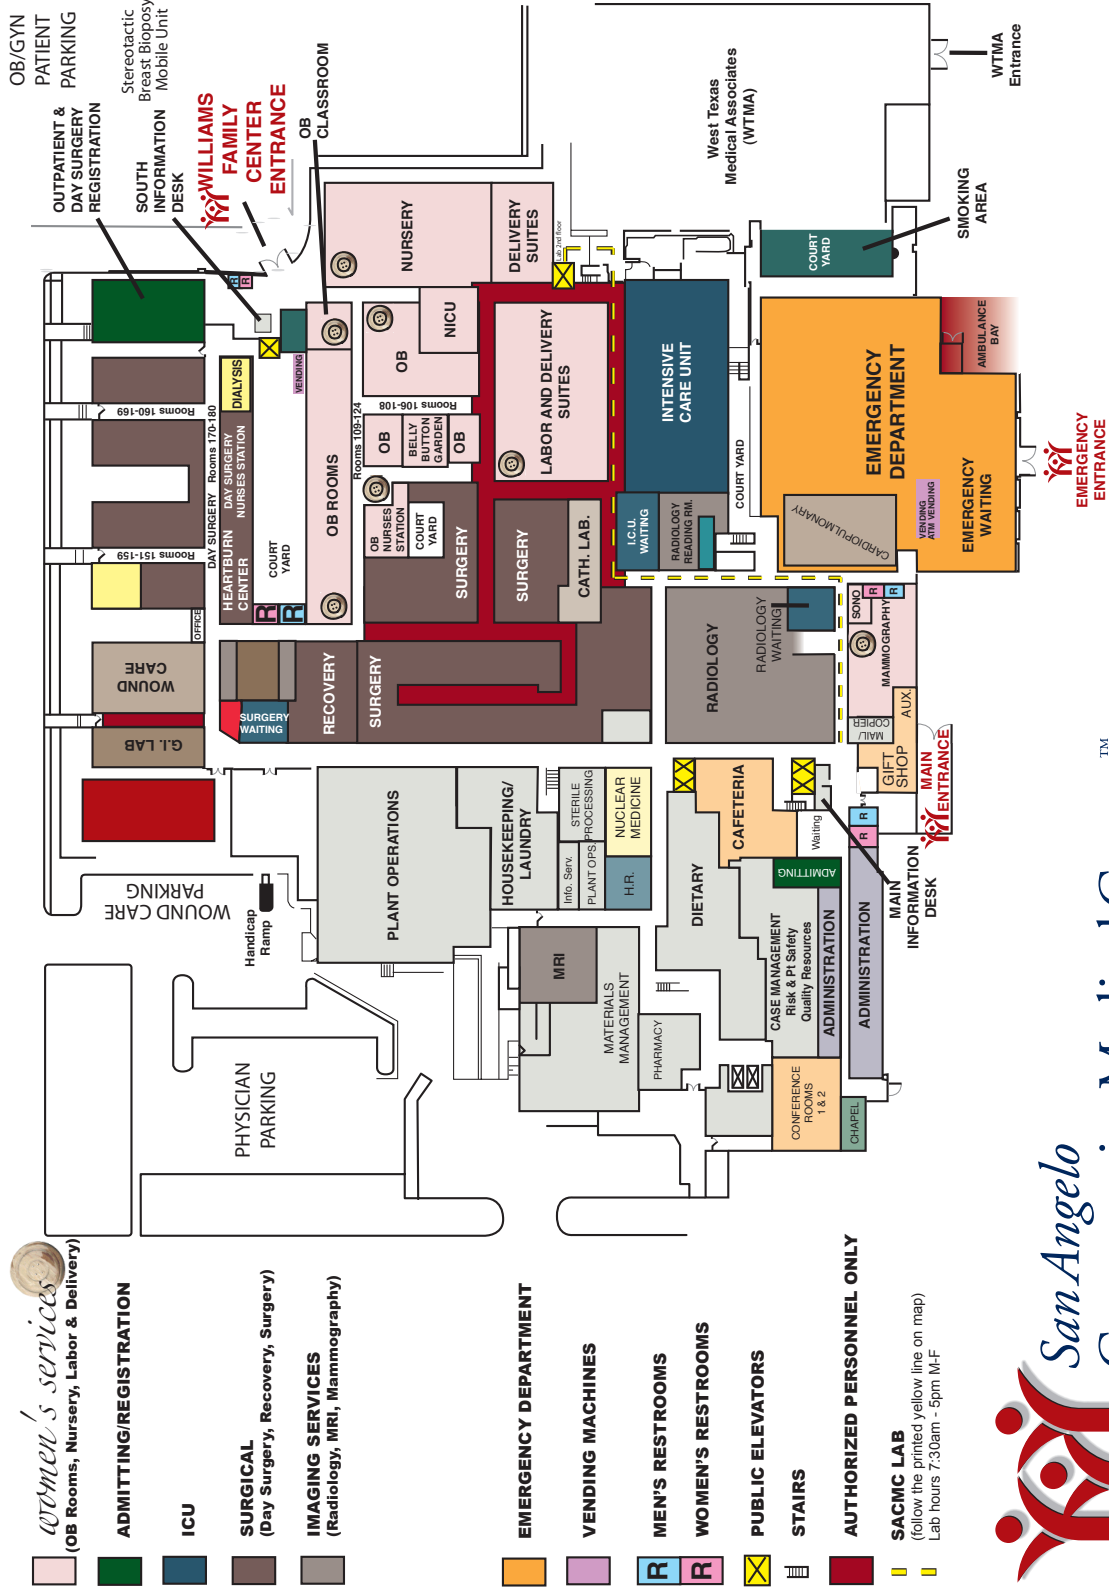 OB/GYN
PATIENT
PARKING
Stereotactic
Breast Bioposy
Mobile Unit
OUTPATIENT &
DAY SURGERY
REGISTRATION
SOUTH
INFORMATION
DESK
WILLIAMS
FAMILY
CENTER
ENTRANCE
OB
CLASSROOM
West Texas
Medical Associates
(WTMA)
WTMA
Entrance
SMOKING
AREA
COURT
YARD
NURSERY
DELIVERY
SUITES
Lab 2nd floor
R
R
Rooms 160-169
Rooms 151-159
DAY SURGERY Rooms 170-180
DIALYSIS
DAY SURGERY
NURSES STATION
HEARTBURN
CENTER
VENDING
COURT
YARD
R
R
OB ROOMS
Rooms 109-124
OB
NICU
Rooms 106-108
OB
BELLY
BUTTON
GARDEN
OB
OB
NURSES
STATION
COURT
YARD
SURGERY
LABOR AND DELIVERY
SUITES
SURGERY
CATH. LAB.
INTENSIVE
CARE UNIT
I.C.U.
WAITING
RADIOLOGY
READING RM.
COURT YARD
EMERGENCY
DEPARTMENT
AMBULANCE
BAY
CARDIOPULMONARY
VENDING
ATM VENDING
EMERGENCY
WAITING
EMERGENCY
ENTRANCE
OFFICE
WOUND
CARE
G.I. LAB
SURGERY
WAITING
RECOVERY
SURGERY
RADIOLOGY
RADIOLOGY
WAITING
SONO
R
R
MAMMOGRAPHY
MAIL/
COPIER
AUX.
GIFT
SHOP
MAIN
ENTRANCE
WOUND CARE
PARKING
Handicap
Ramp
PLANT OPERATIONS
HOUSEKEEPING/
LAUNDRY
STERILE
PROCESSING
Info. Serv.
PLANT OPS.
NUCLEAR
MEDICINE
H.R.
CAFETERIA
DIETARY
Waiting
R
R
ADMITTING
MAIN
INFORMATION
DESK
CASE MANAGEMENT
Risk & Pt Safety
Quality Resources
ADMINISTRATION
ADMINISTRATION
MRI
MATERIALS
MANAGEMENT
PHARMACY
CONFERENCE
ROOMS
1 & 2
CHAPEL
PHYSICIAN
PARKING
women's services
(OB Rooms, Nursery, Labor & Delivery)
ADMITTING/REGISTRATION
ICU
SURGICAL
(Day Surgery, Recovery, Surgery)
IMAGING SERVICES
(Radiology, MRI, Mammography)
EMERGENCY DEPARTMENT
VENDING MACHINES
R MEN'S RESTROOMS
R WOMEN'S RESTROOMS
PUBLIC ELEVATORS
STAIRS
AUTHORIZED PERSONNEL ONLY
SACMC LAB
(follow the printed yellow line on map)
Lab hours 7:30am - 5pm M-F
San Angelo
TM